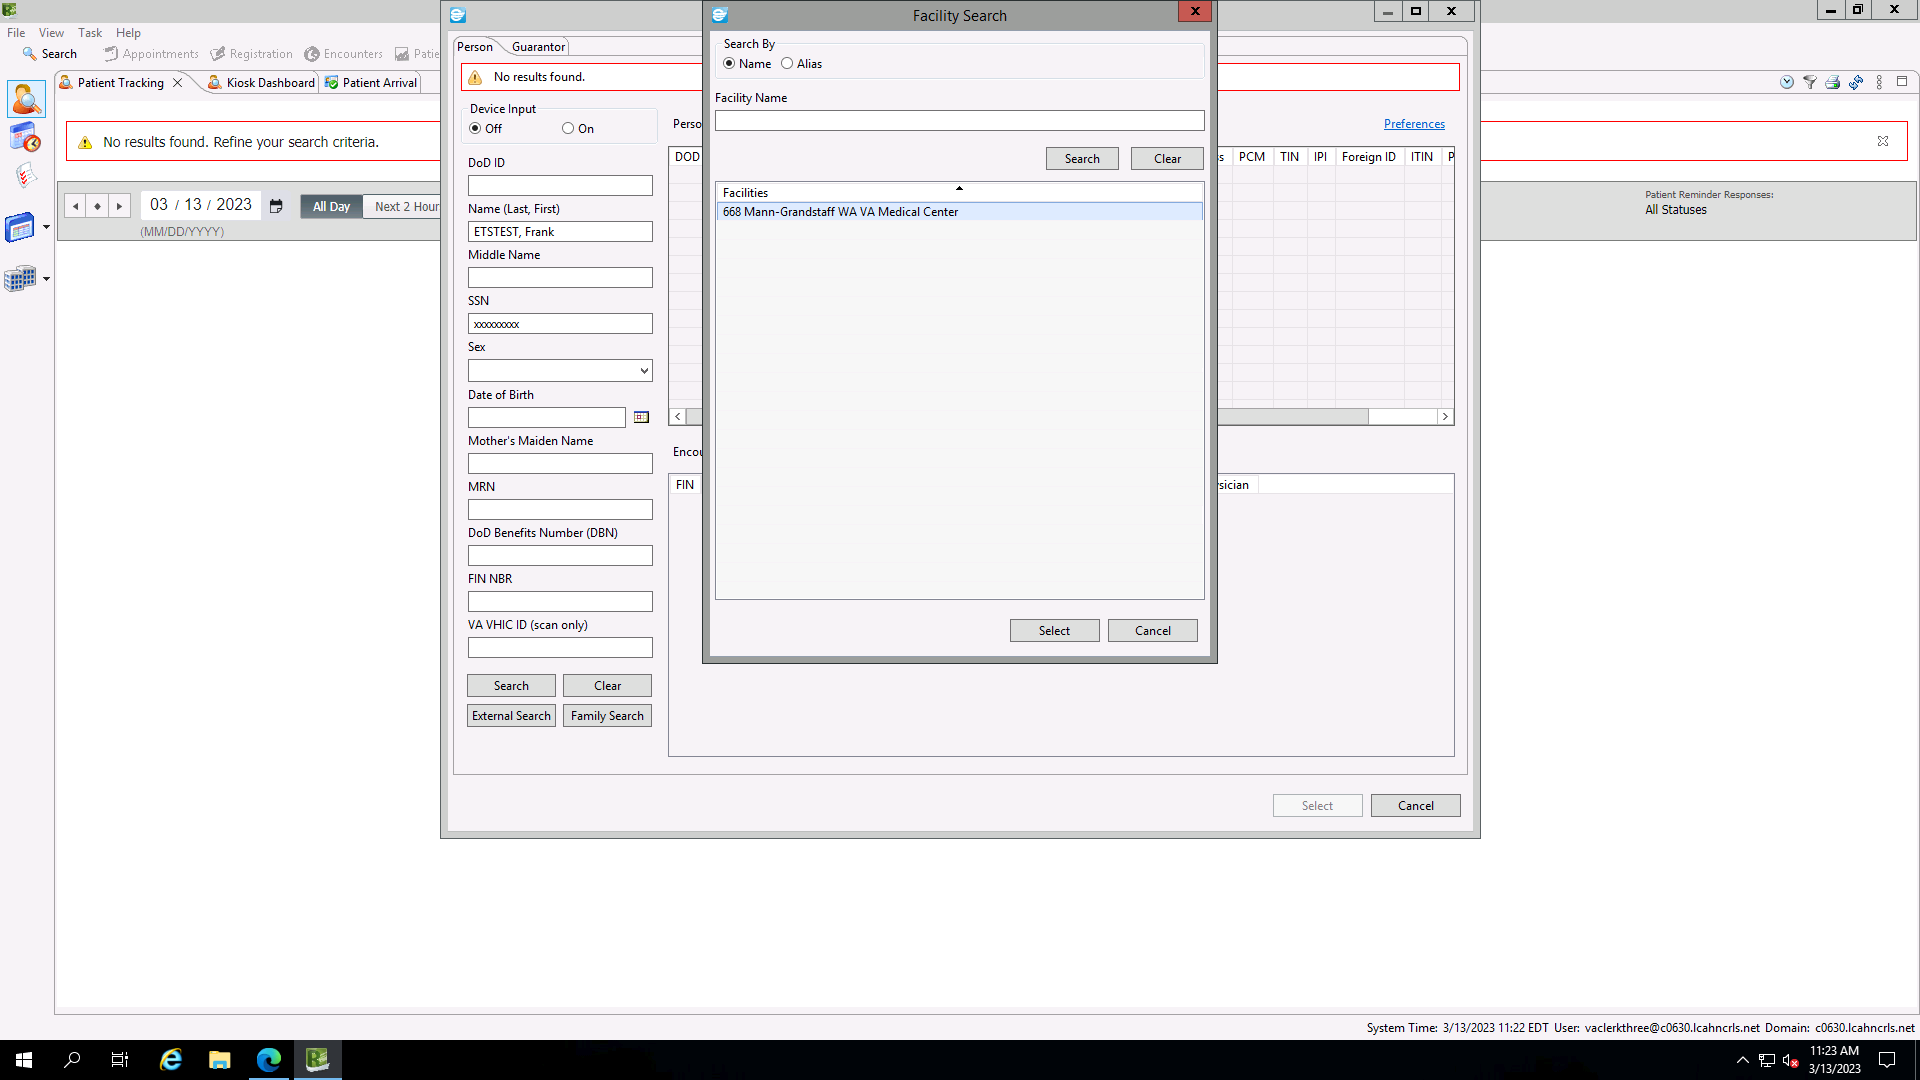 Facility Search
File View Task Help
Search Appointments Registration Encounters
Patient Tracking Kiosk Dashboard Patient Arrival
No results found. Refine your search criteria.
03 / 13 / 2023
(MM/DD/YYYY)
All Day Next 2 Hour
Person Guarantor
No results found.
Device Input
Off On
DoD ID
Name (Last, First)
ETSTEST, Frank
Middle Name
SSN
xxxxxxxxx
Sex
Date of Birth
Mother's Maiden Name
MRN
DoD Benefits Number (DBN)
FIN NBR
VA VHIC ID (scan only)
Search Clear
External Search Family Search
Perso
DOD
Encou
FIN
Search By
Name Alias
Facility Name
Search Clear
Facilities
668 Mann-Grandstaff WA VA Medical Center
Select Cancel
Preferences
s PCM TIN IPI Foreign ID ITIN P
sician
Select Cancel
Patient Reminder Responses:
All Statuses
System Time: 3/13/2023 11:22 EDT User: vaclerkthree@c0630.lcahncrls.net Domain: c0630.lcahncrls.net
11:23 AM
3/13/2023